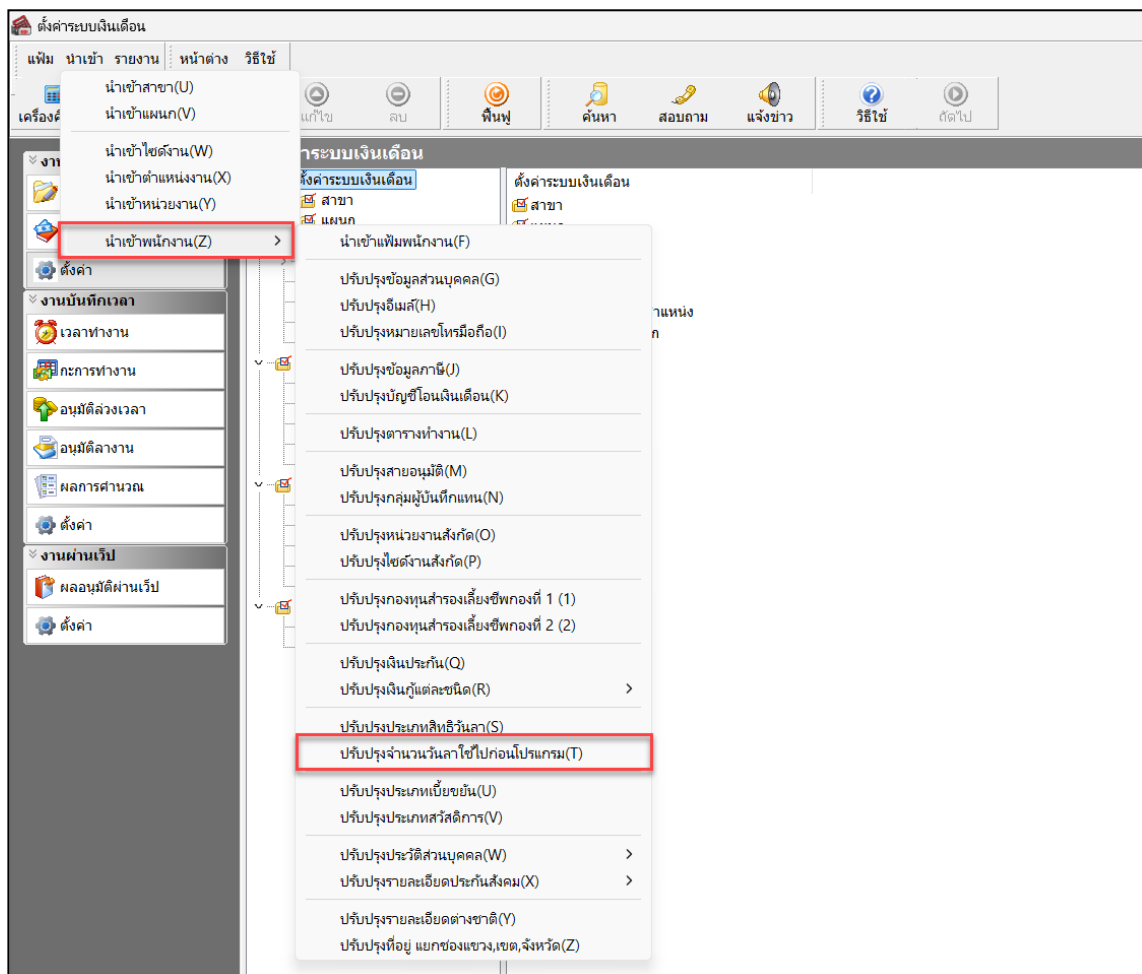 ตั้งค่าระบบเงินเดือน
แฟ้ม นำเข้า รายงาน หน้าต่าง วิธีใช้
แก้ไข ลบ ฟื้นฟู ค้นหา สอบถาม แจ้งข่าว วิธีใช้ ถัดไป
นำเข้าสาขา(U)
นำเข้าแผนก(V)
นำเข้าไซด์งาน(W)
นำเข้าตำแหน่งงาน(X)
นำเข้าหน่วยงาน(Y)
นำเข้าพนักงาน(Z)
ตั้งค่า
งานบันทึกเวลา
เวลาทำงาน
กะการทำงาน
อนุมัติล่วงเวลา
อนุมัติลางาน
ผลการคำนวณ
ตั้งค่า
งานผ่านเว็ป
ผลอนุมัติผ่านเว็ป
ตั้งค่า
ระบบเงินเดือน
ตั้งค่าระบบเงินเดือน
สาขา
แผนก
ตั้งค่าระบบเงินเดือน
สาขา
นำเข้าแฟ้มพนักงาน(F)
ปรับปรุงข้อมูลส่วนบุคคล(G)
ปรับปรุงอีเมล์(H)
ปรับปรุงหมายเลขโทรมือถือ(I)
ปรับปรุงข้อมูลภาษี(J)
ปรับปรุงบัญชีโอนเงินเดือน(K)
ปรับปรุงตารางทำงาน(L)
ปรับปรุงสายอนุมัติ(M)
ปรับปรุงกลุ่มผู้บันทึกแทน(N)
ปรับปรุงหน่วยงานสังกัด(O)
ปรับปรุงไซด์งานสังกัด(P)
ปรับปรุงกองทุนสำรองเลี้ยงชีพกองที่ 1 (1)
ปรับปรุงกองทุนสำรองเลี้ยงชีพกองที่ 2 (2)
ปรับปรุงเงินประกัน(Q)
ปรับปรุงเงินกู้แต่ละชนิด(R)
ปรับปรุงประเภทสิทธิวันลา(S)
ปรับปรุงจำนวนวันลาใช้ไปก่อนโปรแกรม(T)
ปรับปรุงประเภทเบี้ยขยัน(U)
ปรับปรุงประเภทสวัสดิการ(V)
ปรับปรุงประวัติส่วนบุคคล(W)
ปรับปรุงรายละเอียดประกันสังคม(X)
ปรับปรุงรายละเอียดต่างชาติ(Y)
ปรับปรุงที่อยู่ แยกช่องแขวง,เขต,จังหวัด(Z)